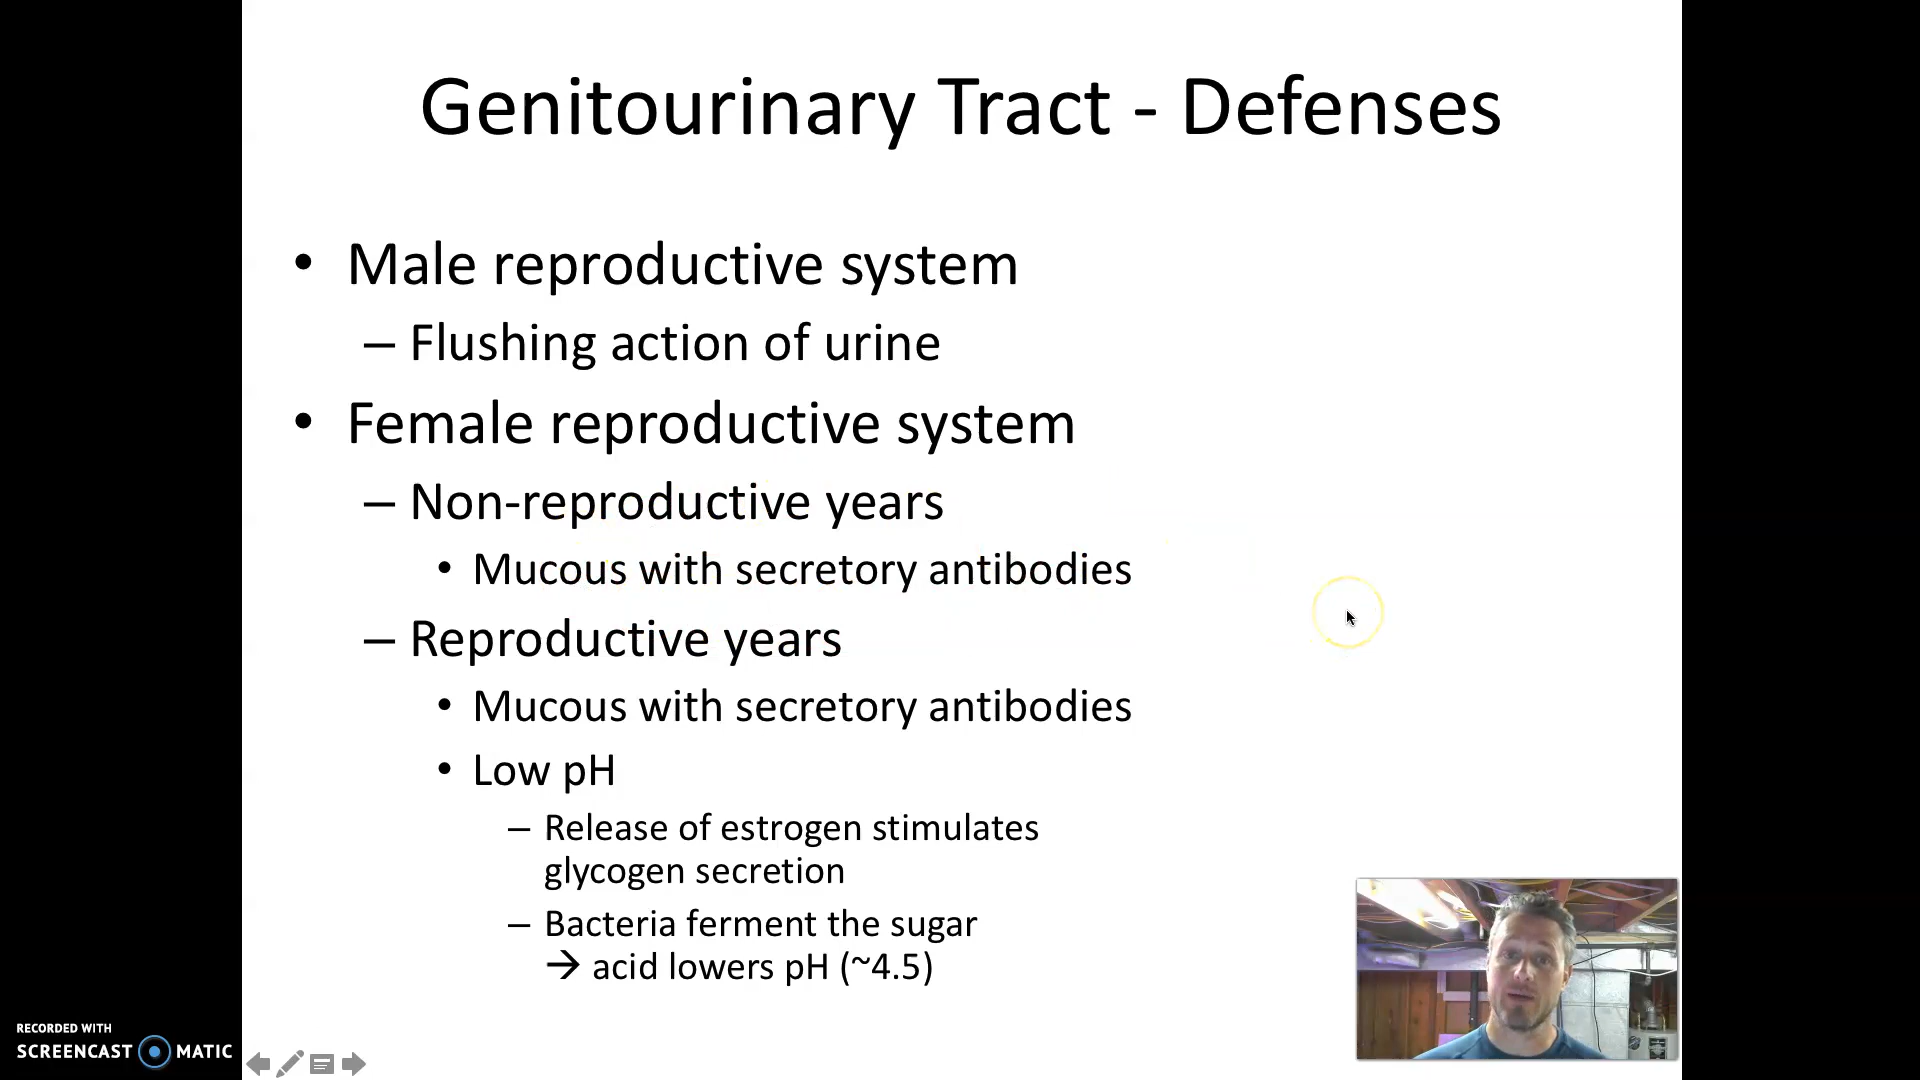 Genitourinary Tract - Defenses
• Male reproductive system
– Flushing action of urine
• Female reproductive system
– Non-reproductive years
• Mucous with secretory antibodies
– Reproductive years
• Mucous with secretory antibodies
• Low pH
– Release of estrogen stimulates
glycogen secretion
– Bacteria ferment the sugar
→ acid lowers pH (~4.5)
RECORDED WITH
SCREENCAST MATIC